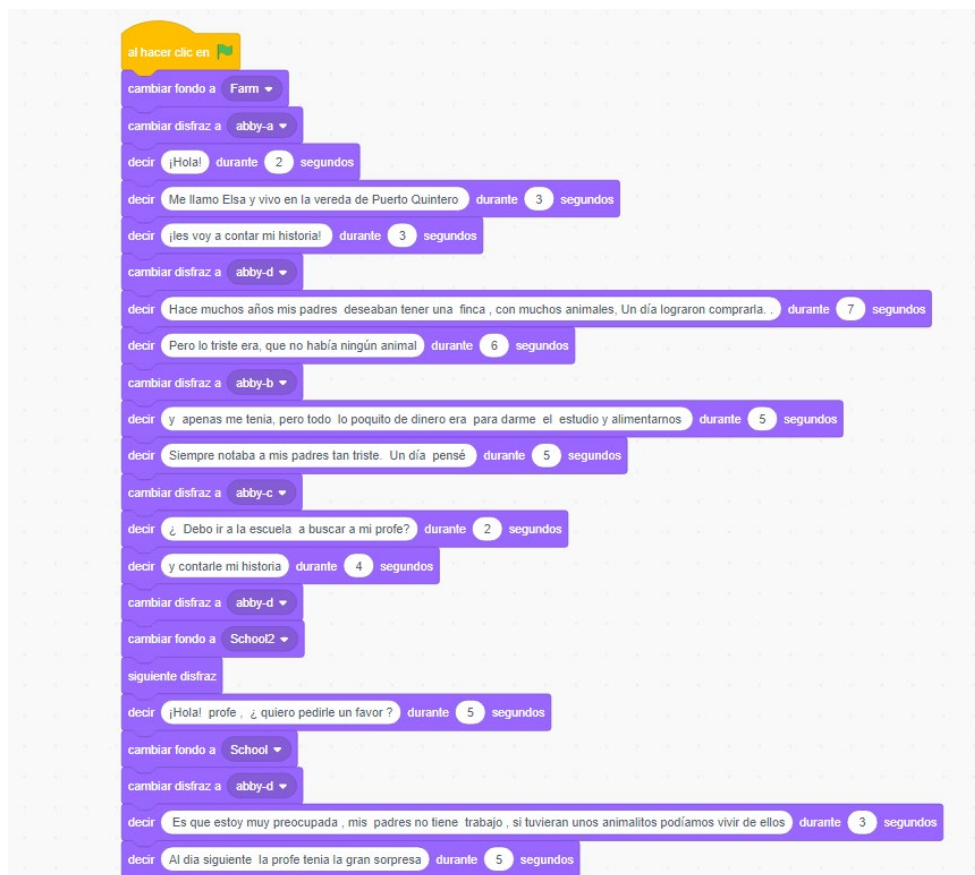 al hacer clic en
cambiar fondo a Farm
cambiar disfraz a abby-a
decir ¡Hola! durante 2 segundos
decir Me llamo Elsa y vivo en la vereda de Puerto Quintero durante 3 segundos
decir ¡les voy a contar mi historia! durante 3 segundos
cambiar disfraz a abby-d
decir Hace muchos años mis padres deseaban tener una finca , con muchos animales, Un día lograron comprarla. . durante 7 segundos
decir Pero lo triste era, que no había ningún animal durante 6 segundos
cambiar disfraz a abby-b
decir y apenas me tenia, pero todo lo poquito de dinero era para darme el estudio y alimentarnos durante 5 segundos
decir Siempre notaba a mis padres tan triste. Un día pensé durante 5 segundos
cambiar disfraz a abby-c
decir ¿ Debo ir a la escuela a buscar a mi profe? durante 2 segundos
decir y contarle mi historia durante 4 segundos
cambiar disfraz a abby-d
cambiar fondo a School2
siguiente disfraz
decir ¡Hola! profe , ¿ quiero pedirle un favor ? durante 5 segundos
cambiar fondo a School
cambiar disfraz a abby-d
decir Es que estoy muy preocupada , mis padres no tiene trabajo , si tuvieran unos animalitos podíamos vivir de ellos durante 3 segundos
decir Al dia siguiente la profe tenia la gran sorpresa durante 5 segundos